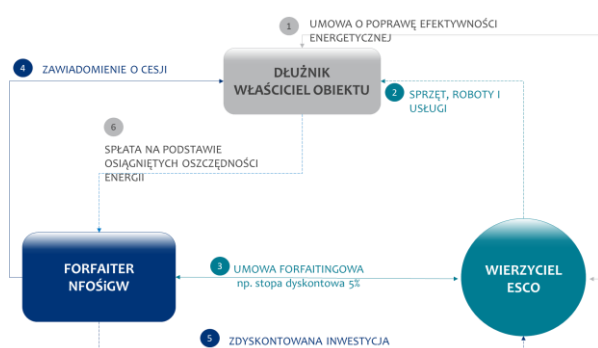 1 UMOWA O POPRAWĘ EFEKTYWNOŚCI
ENERGETYCZNEJ
4 ZAWIADOMIENIE O CESJI
DŁUŻNIK
WŁAŚCICIEL OBIEKTU
2 SPRZĘT, ROBOTY I
USŁUGI
6
SPŁATA NA PODSTAWIE
OSIĄGNIĘTYCH OSZCZĘDNOŚCI
ENERGII
FORFAITER
NFOŚiGW
3 UMOWA FORFAITINGOWA
np. stopa dyskontowa 5%
WIERZYCIEL
ESCO
5 ZDYSKONTOWANA INWESTYCJA